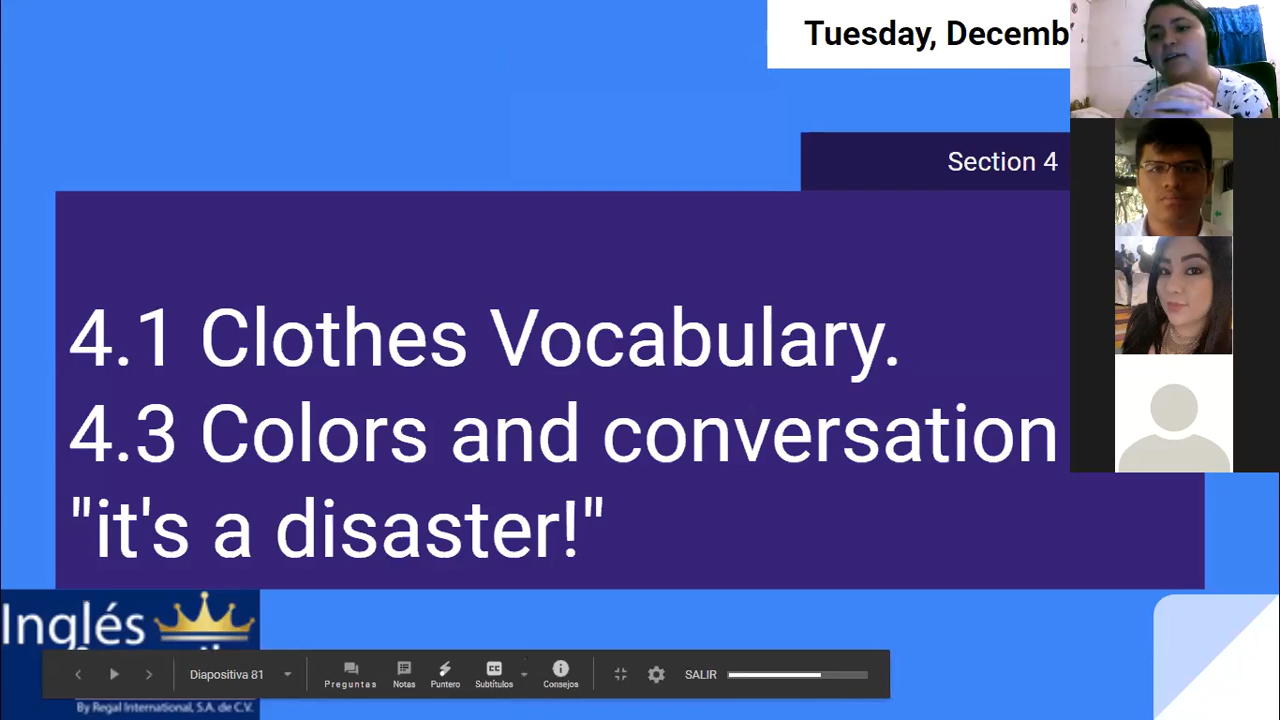 Tuesday, Decemb
Section 4
4.1 Clothes Vocabulary.
4.3 Colors and conversation
"it's a disaster!"
Inglés
By Regal International, S.A. de C.V.
Diapositiva 81
Preguntas
Notas
Puntero
Subtítulos
Consejos
SALIR